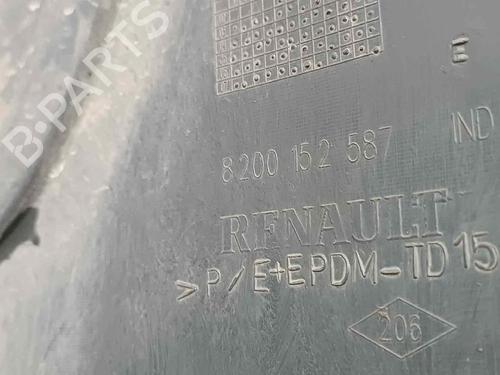 B-PARTS
E
8200 152 587 IND
RENAULT
>P/E+EPDM-TD15
206